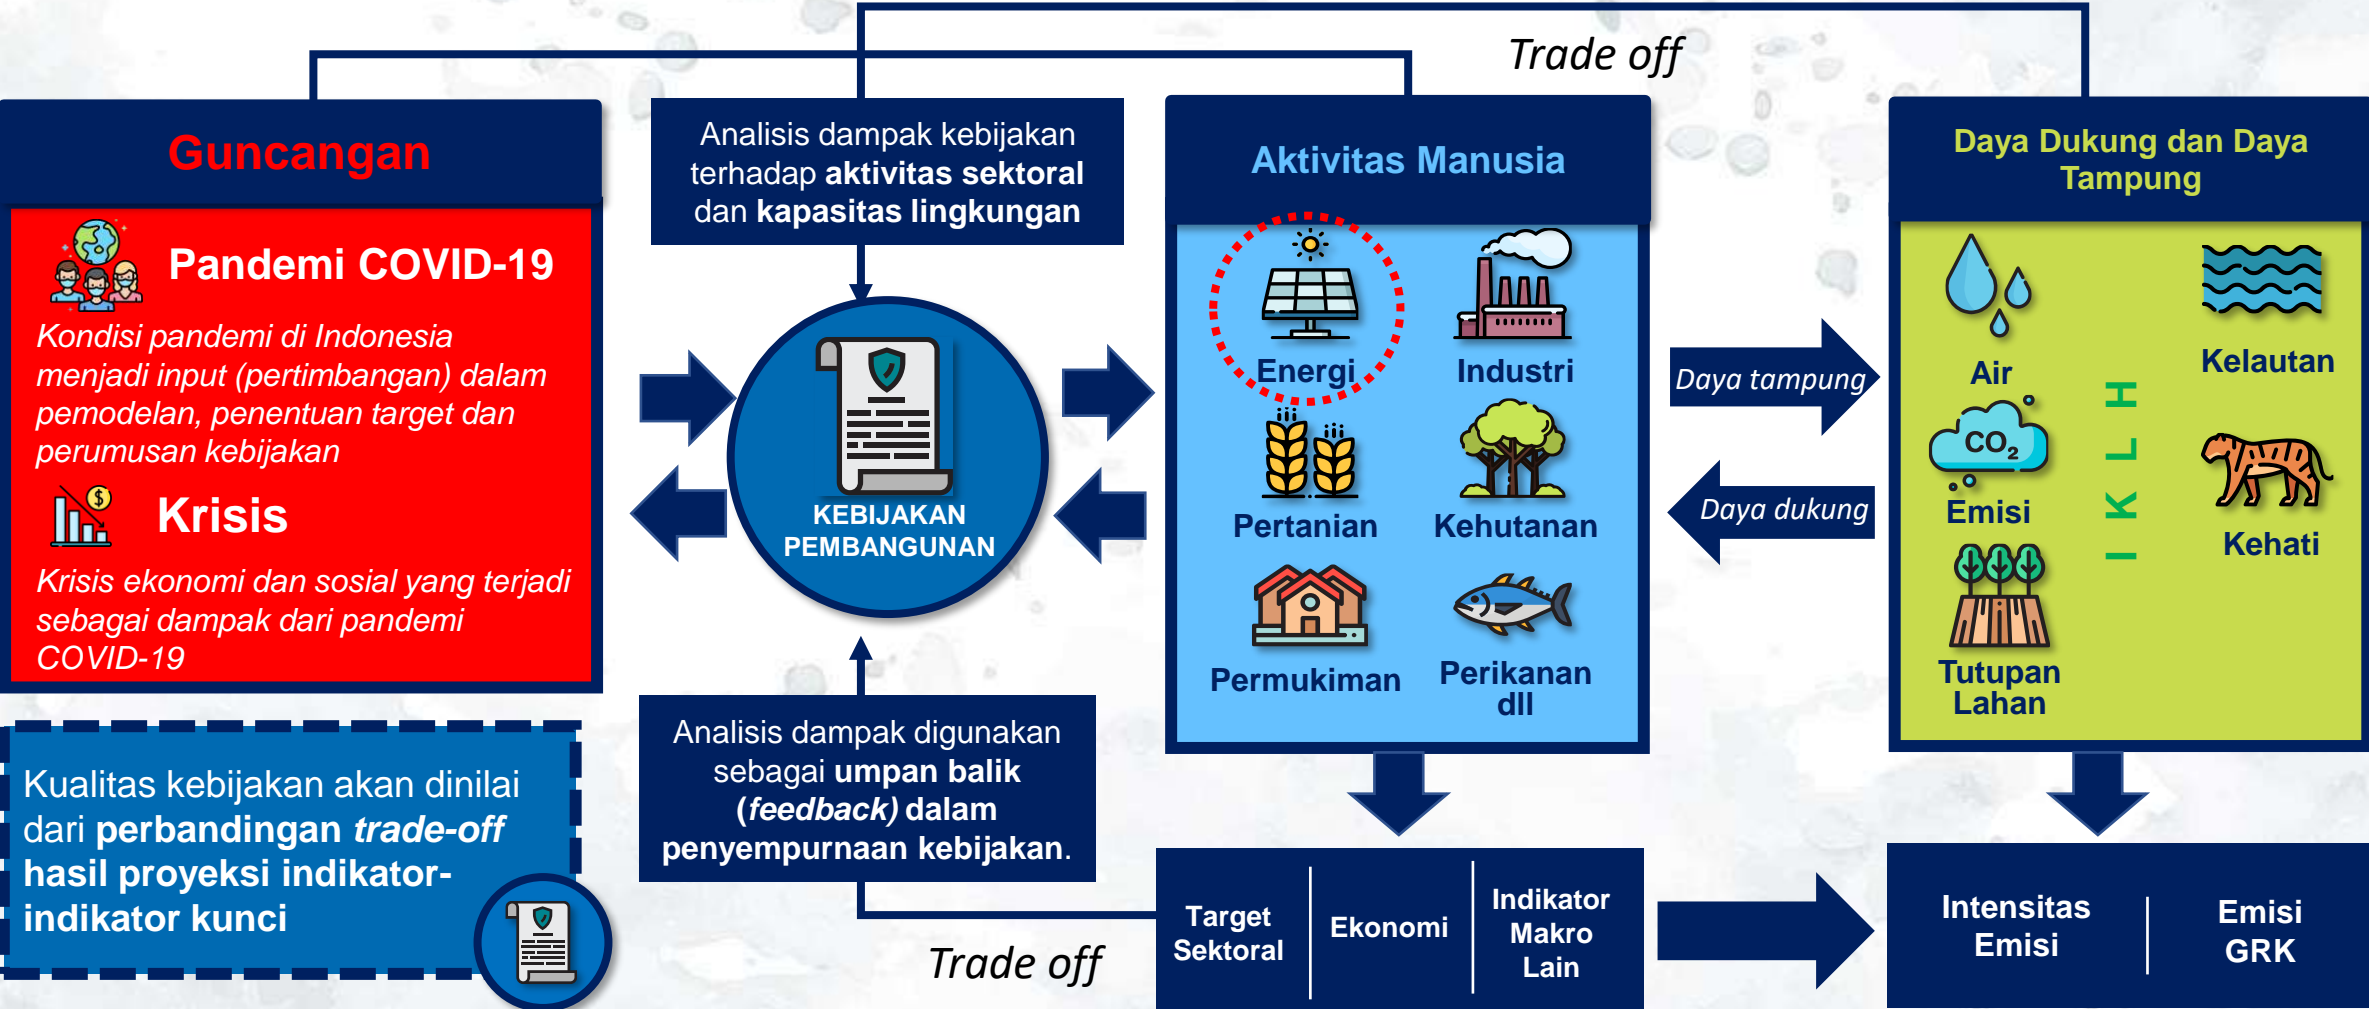 Trade off
Guncangan
Pandemi COVID-19
Kondisi pandemi di Indonesia
menjadi input (pertimbangan) dalam
pemodelan, penentuan target dan
perumusan kebijakan
Krisis
Krisis ekonomi dan sosial yang terjadi
sebagai dampak dari pandemi
COVID-19
Kualitas kebijakan akan dinilai
dari perbandingan trade-off
hasil proyeksi indikator-
indikator kunci
Analisis dampak kebijakan
terhadap aktivitas sektoral
dan kapasitas lingkungan
KEBIJAKAN
PEMBANGUNAN
Analisis dampak digunakan
sebagai umpan balik
(feedback) dalam
penyempurnaan kebijakan.
Trade off
Aktivitas Manusia
Energi
Industri
Pertanian
Kehutanan
Permukiman
Perikanan
dll
Target
Sektoral
Ekonomi
Indikator
Makro
Lain
Daya tampung
Daya dukung
Daya Dukung dan Daya
Tampung
Air
Kelautan
CO2
Emisi
Kehati
Tutupan
Lahan
I K L H
Intensitas
Emisi
Emisi
GRK